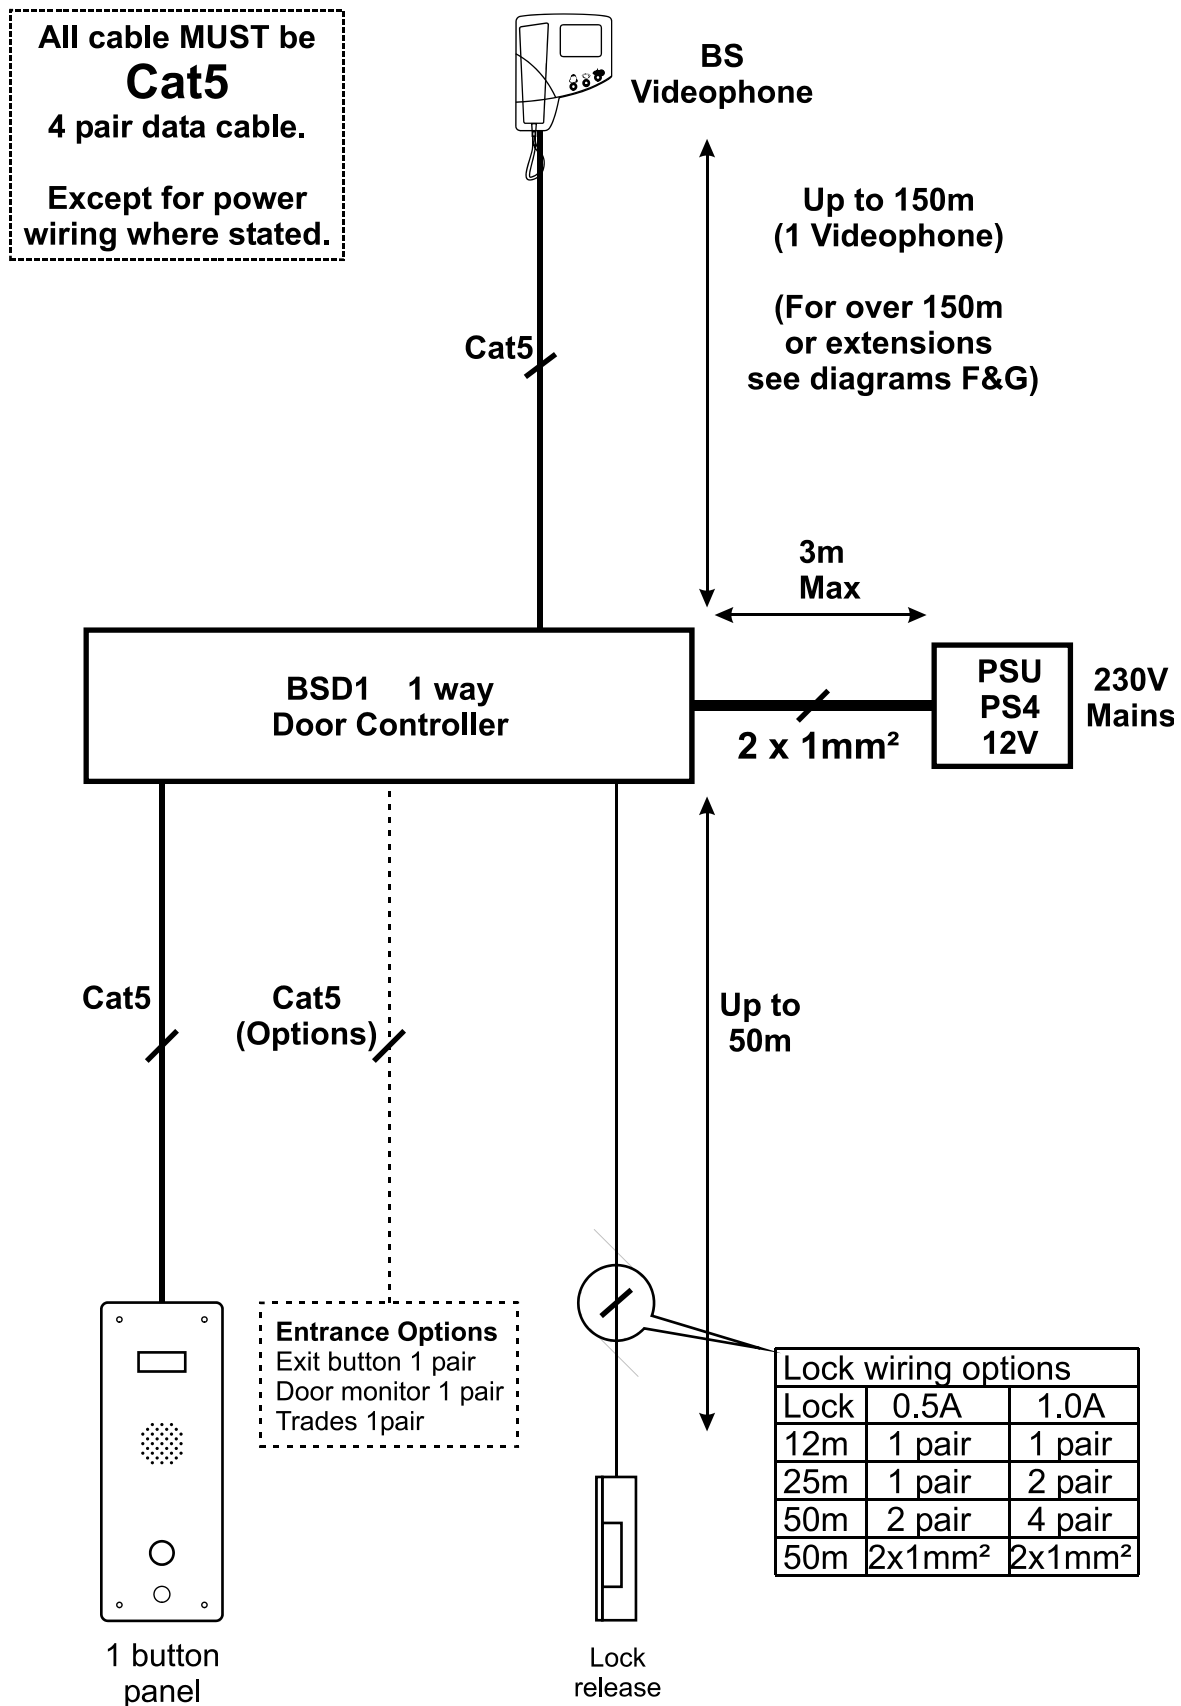 All cable MUST be
Cat5
4 pair data cable.
Except for power
wiring where stated.
BS
Videophone
Up to 150m
(1 Videophone)
(For over 150m
or extensions
see diagrams F&G)
Cat5
3m
Max
BSD1 1 way
Door Controller
PSU
PS4
12V
230V
Mains
2 x 1mm²
Cat5
Cat5
(Options)
Up to
50m
Entrance Options
Exit button 1 pair
Door monitor 1 pair
Trades 1pair
Lock wiring options
Lock 0.5A 1.0A
12m 1 pair 1 pair
25m 1 pair 2 pair
50m 2 pair 4 pair
50m 2x1mm² 2x1mm²
1 button
panel
Lock
release